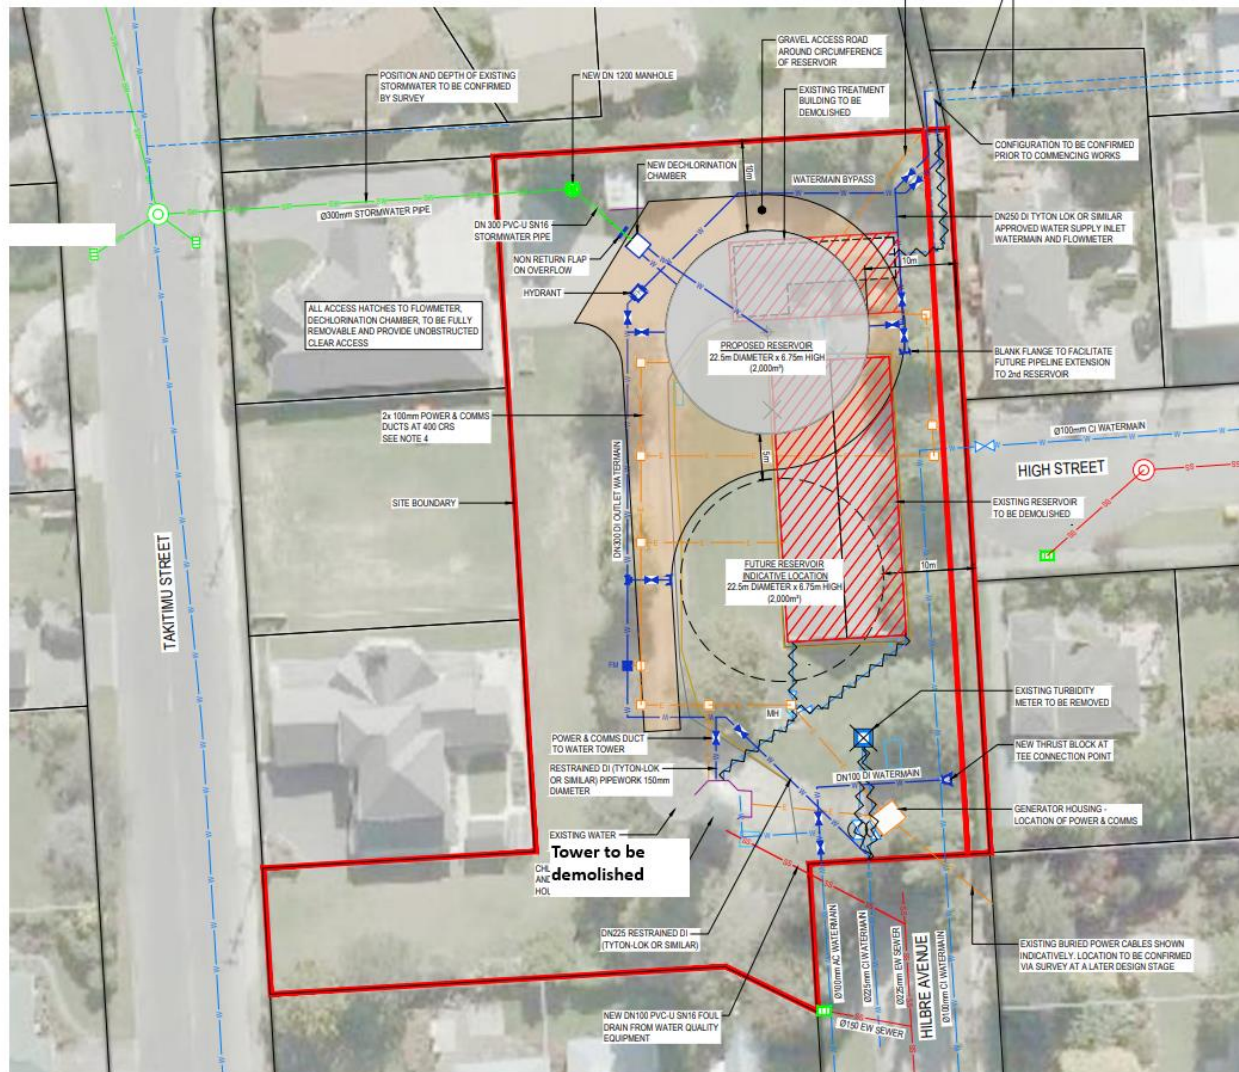 GRAVEL ACCESS ROAD
AROUND CIRCUMFERENCE
OF RESERVOIR
POSITION AND DEPTH OF EXISTING
STORMWATER TO BE CONFIRMED
BY SURVEY
NEW DN 1200 MANHOLE
EXISTING TREATMENT
BUILDING TO BE
DEMOLISHED
CONFIGURATION TO BE CONFIRMED
PRIOR TO COMMENCING WORKS
NEW DECHLORINATION
CHAMBER
10m
WATERMAIN BYPASS
Ø300mm STORMWATER PIPE
DN 300 PVC-U SN16
STORMWATER PIPE
DN250 DI TYTON LOK OR SIMILAR
APPROVED WATER SUPPLY INLET
WATERMAIN AND FLOWMETER
NON RETURN FLAP
ON OVERFLOW
10m
HYDRANT
ALL ACCESS HATCHES TO FLOWMETER,
DECHLORINATION CHAMBER, TO BE FULLY
REMOVABLE AND PROVIDE UNOBSTRUCTED
CLEAR ACCESS
PROPOSED RESERVOIR
22.5m DIAMETER x 6.75m HIGH
(2,000m³)
BLANK FLANGE TO FACILITATE
FUTURE PIPELINE EXTENSION
TO 2nd RESERVOIR
2x 100mm POWER & COMMS
DUCTS AT 400 CRS
SEE NOTE 4
Ø100mm CI WATERMAIN
HIGH STREET
5m
SITE BOUNDARY
DN300 DI OUTLET WATERMAIN
EXISTING RESERVOIR
TO BE DEMOLISHED
TAKITIMU STREET
FUTURE RESERVOIR
INDICATIVE LOCATION
22.5m DIAMETER x 6.75m HIGH
(2,000m³)
10m
FM
EXISTING TURBIDITY
METER TO BE REMOVED
MH
POWER & COMMS DUCT
TO WATER TOWER
NEW THRUST BLOCK AT
TEE CONNECTION POINT
RESTRAINED DI (TYTON-LOK
OR SIMILAR) PIPEWORK 150mm
DIAMETER
DN100 DI WATERMAIN
GENERATOR HOUSING -
LOCATION OF POWER & COMMS
EXISTING WATER
Tower to be
demolished
DN225 RESTRAINED DI
(TYTON-LOK OR SIMILAR)
Ø100mm AC WATERMAIN
Ø225mm CI WATERMAIN
Ø225mm EW SEWER
HILBRE AVENUE
Ø100mm CI WATERMAIN
EXISTING BURIED POWER CABLES SHOWN
INDICATIVELY. LOCATION TO BE CONFIRMED
VIA SURVEY AT A LATER DESIGN STAGE
NEW DN100 PVC-U SN16 FOUL
DRAIN FROM WATER QUALITY
EQUIPMENT
Ø150 EW SEWER